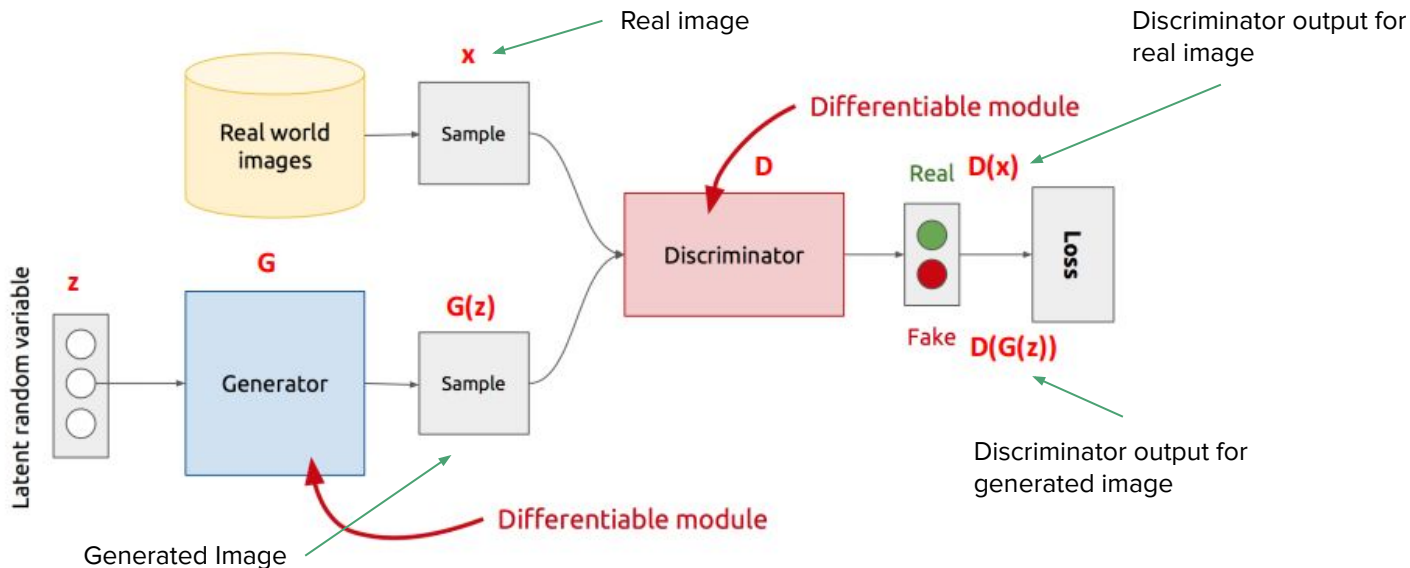 Real image
Discriminator output for
real image
x
Differentiable module
Real world
images
Sample
D
Real
D(x)
Discriminator
Loss
G
z
G(z)
Latent random variable
Generator
Sample
Fake
D(G(z))
Discriminator output for
generated image
Differentiable module
Generated Image